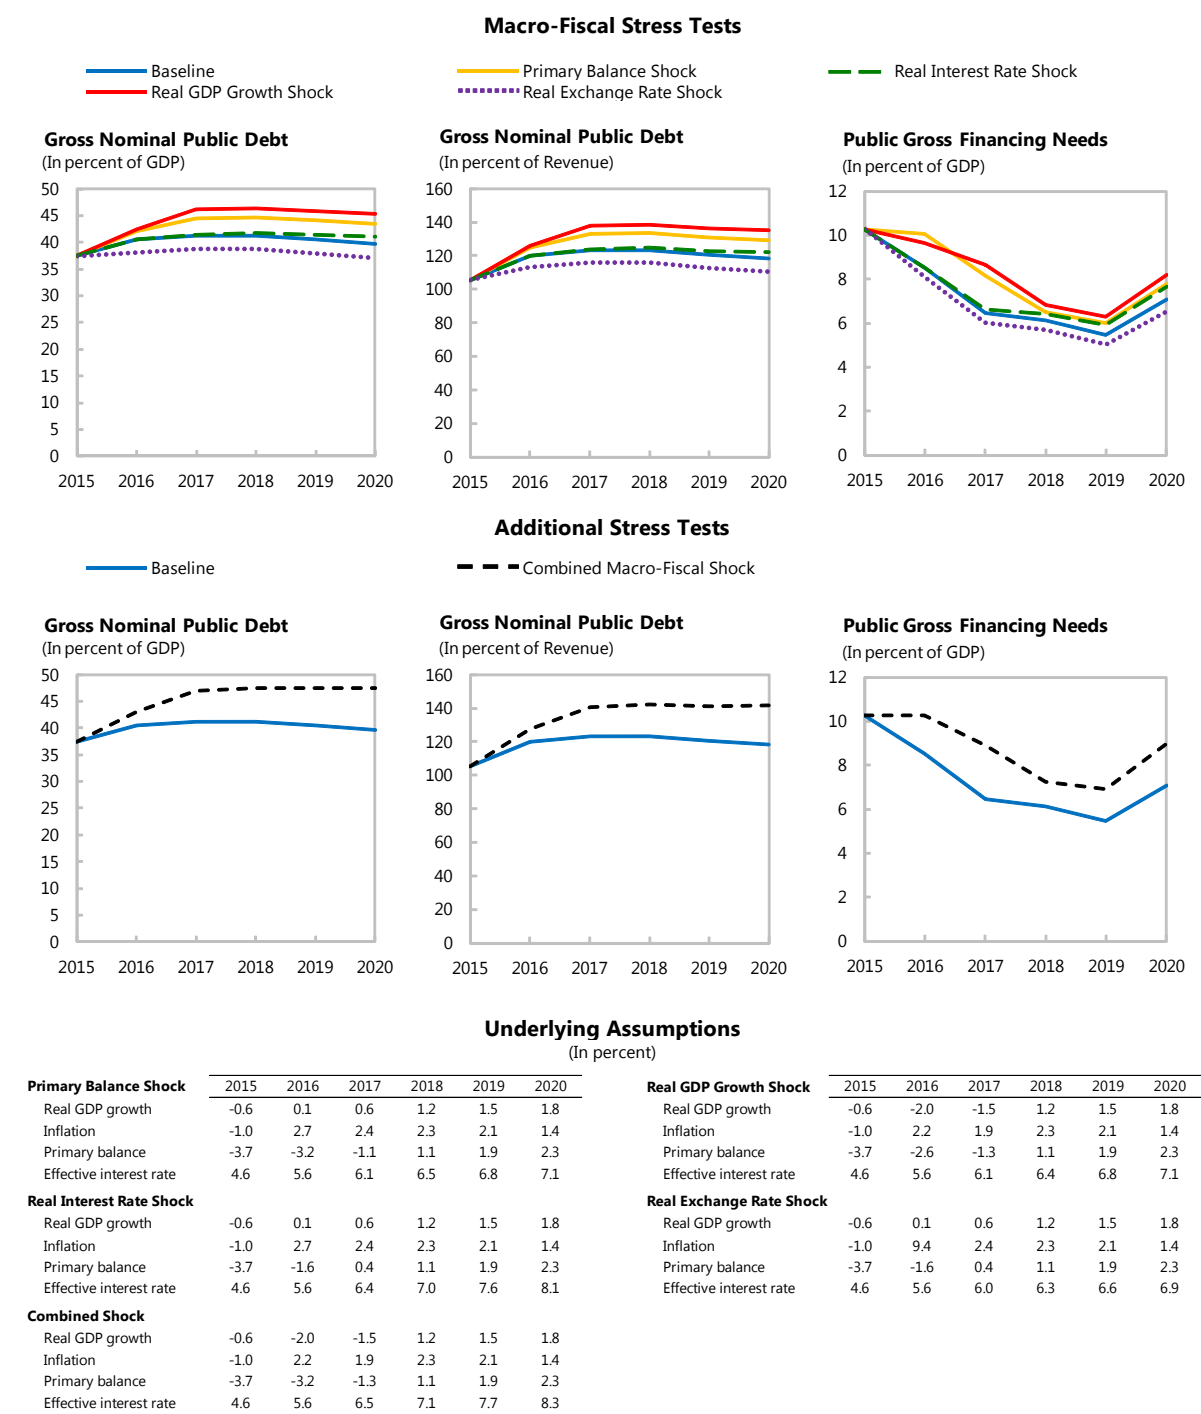 Macro-Fiscal Stress Tests
Baseline
Primary Balance Shock
Real Interest Rate Shock
Real GDP Growth Shock
Real Exchange Rate Shock
Gross Nominal Public Debt
(In percent of GDP)
50
45
40
35
30
25
20
15
10
5
0
2015 2016 2017 2018 2019 2020
Gross Nominal Public Debt
(In percent of Revenue)
160
140
120
100
80
60
40
20
0
2015 2016 2017 2018 2019 2020
Public Gross Financing Needs
(In percent of GDP)
12
10
8
6
4
2
0
2015 2016 2017 2018 2019 2020
Additional Stress Tests
Baseline
Combined Macro-Fiscal Shock
Gross Nominal Public Debt
(In percent of GDP)
50
45
40
35
30
25
20
15
10
5
0
2015 2016 2017 2018 2019 2020
Gross Nominal Public Debt
(In percent of Revenue)
160
140
120
100
80
60
40
20
0
2015 2016 2017 2018 2019 2020
Public Gross Financing Needs
(In percent of GDP)
12
10
8
6
4
2
0
2015 2016 2017 2018 2019 2020
Underlying Assumptions
(In percent)
Primary Balance Shock 2015 2016 2017 2018 2019 2020
Real GDP growth -0.6 0.1 0.6 1.2 1.5 1.8
Inflation -1.0 2.7 2.4 2.3 2.1 1.4
Primary balance -3.7 -3.2 -1.1 1.1 1.9 2.3
Effective interest rate 4.6 5.6 6.1 6.5 6.8 7.1
Real Interest Rate Shock
Real GDP growth -0.6 0.1 0.6 1.2 1.5 1.8
Inflation -1.0 2.7 2.4 2.3 2.1 1.4
Primary balance -3.7 -1.6 0.4 1.1 1.9 2.3
Effective interest rate 4.6 5.6 6.4 7.0 7.6 8.1
Combined Shock
Real GDP growth -0.6 -2.0 -1.5 1.2 1.5 1.8
Inflation -1.0 2.2 1.9 2.3 2.1 1.4
Primary balance -3.7 -3.2 -1.3 1.1 1.9 2.3
Effective interest rate 4.6 5.6 6.5 7.1 7.7 8.3
Real GDP Growth Shock 2015 2016 2017 2018 2019 2020
Real GDP growth -0.6 -2.0 -1.5 1.2 1.5 1.8
Inflation -1.0 2.2 1.9 2.3 2.1 1.4
Primary balance -3.7 -2.6 -1.3 1.1 1.9 2.3
Effective interest rate 4.6 5.6 6.1 6.4 6.8 7.1
Real Exchange Rate Shock
Real GDP growth -0.6 0.1 0.6 1.2 1.5 1.8
Inflation -1.0 9.4 2.4 2.3 2.1 1.4
Primary balance -3.7 -1.6 0.4 1.1 1.9 2.3
Effective interest rate 4.6 5.6 6.0 6.3 6.6 6.9